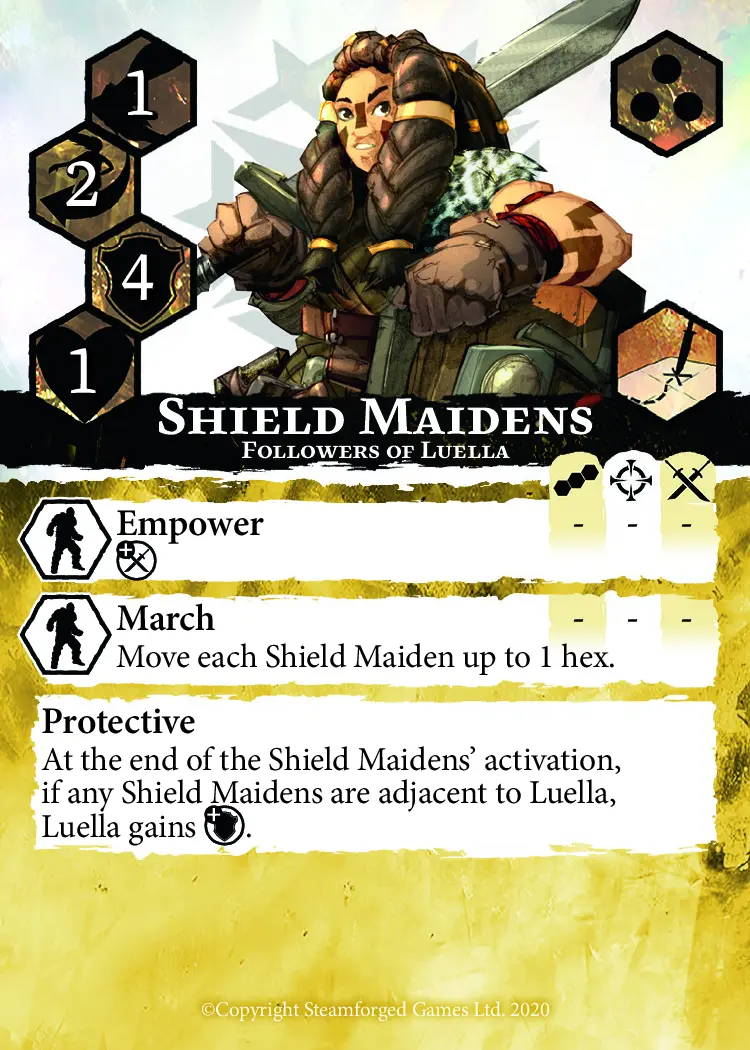 1
2
4
1
Shield Maidens
Followers of Luella
Empower
- - -
March
- - -
Move each Shield Maiden up to 1 hex.
Protective
At the end of the Shield Maidens’ activation,
if any Shield Maidens are adjacent to Luella,
Luella gains .
©Copyright Steamforged Games Ltd. 2020